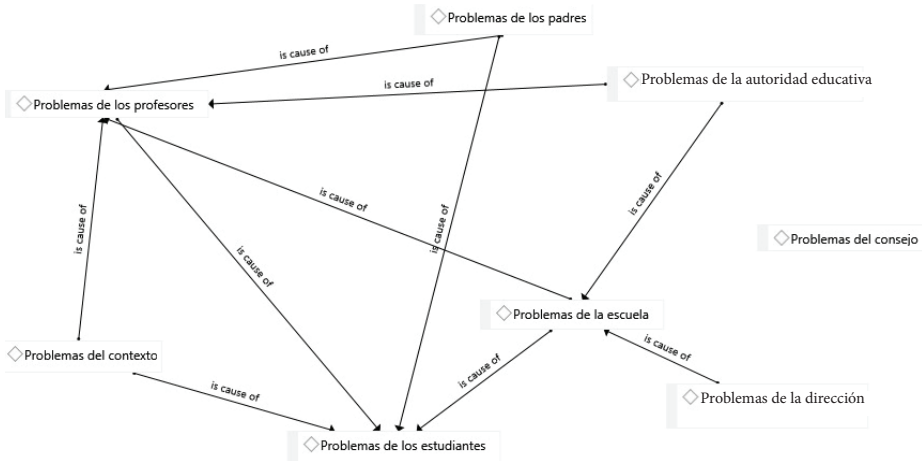 Problemas de los padres
is cause of
Problemas de la autoridad educativa
is cause of
Problemas de los profesores
is cause of
is cause of
is cause of
is cause of
is cause of
Problemas del consejo
is cause of
Problemas de la escuela
is cause of
Problemas del contexto
is cause of
is cause of
Problemas de la dirección
Problemas de los estudiantes